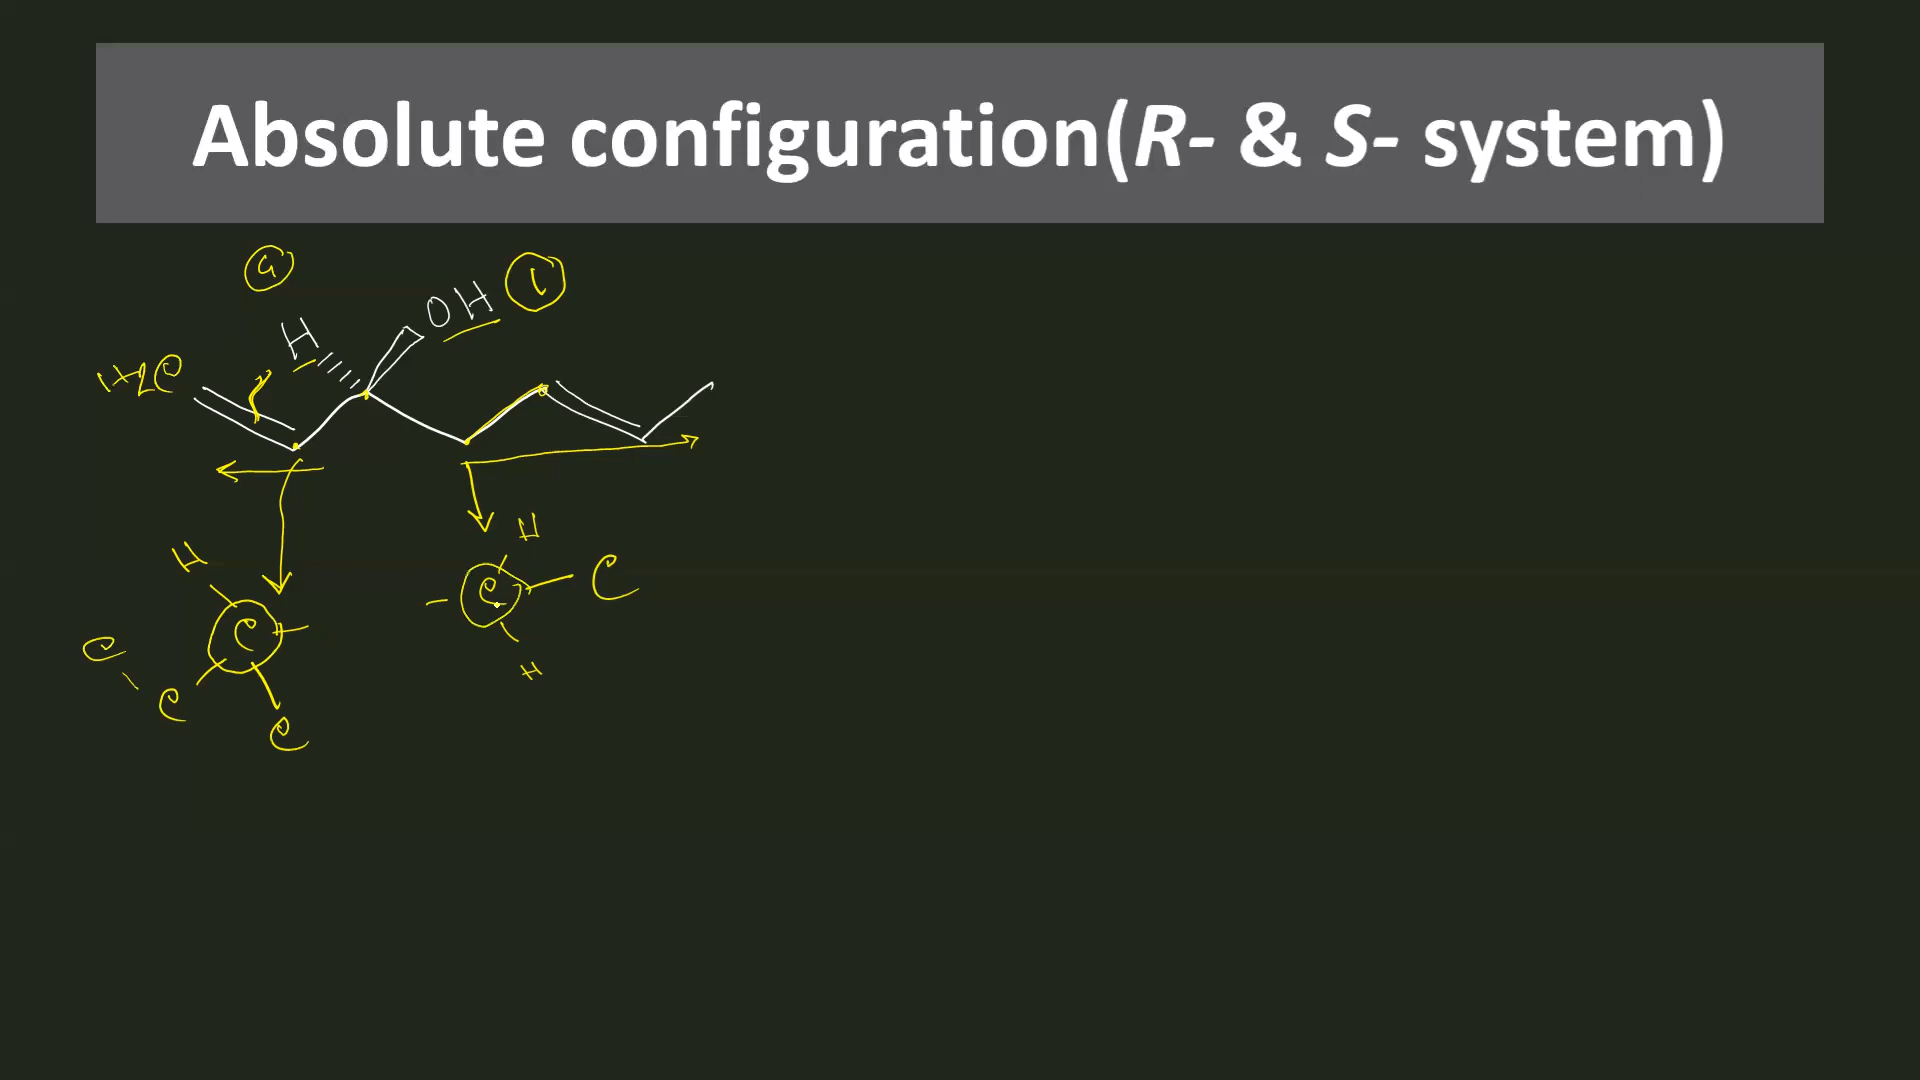 Absolute configuration(R- & S- system)
4
1
H
OH
H2C
H
H
C
C
C
C
C
C
H